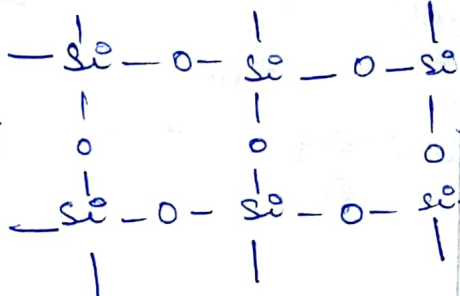 — Si — O — Si — O — Si
O O O
— Si — O — Si — O — Si